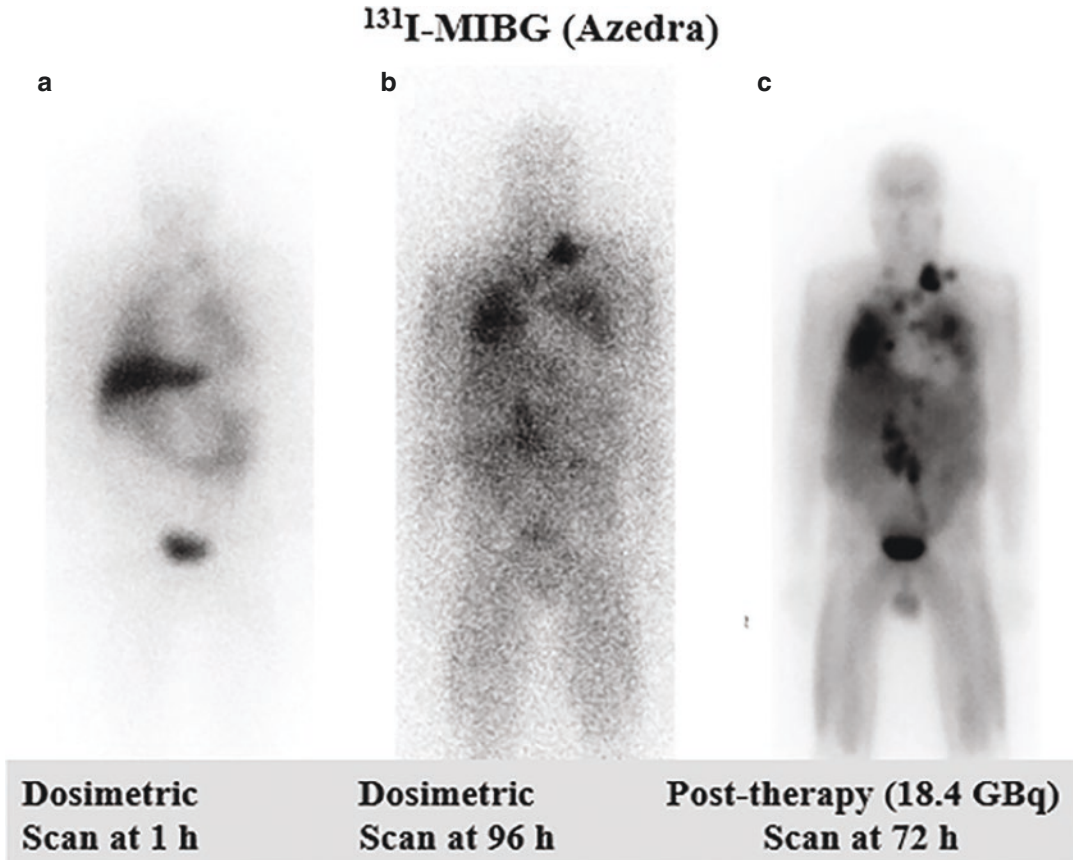 ¹³¹I-MIBG (Azedra)
a b c
Dosimetric Dosimetric Post-therapy (18.4 GBq)
Scan at 1 h Scan at 96 h Scan at 72 h